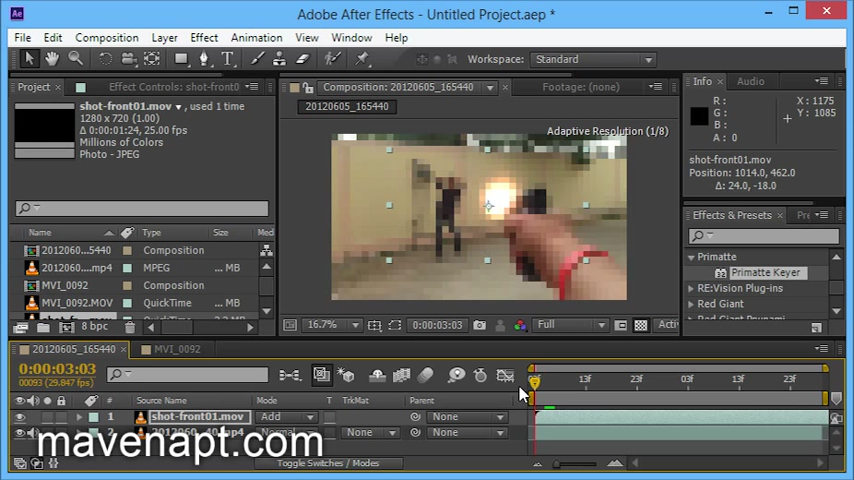 Ae
Adobe After Effects - Untitled Project.aep *
File Edit Composition Layer Effect Animation View Window Help
Workspace: Standard
Project
Effect Controls: shot-front0
Composition: 20120605_165440
Footage: (none)
Info
Audio
shot-front01.mov ▾, used 1 time
1280 x 720 (1.00)
Δ 0:00:01:24, 25.00 fps
Millions of Colors
Photo - JPEG
20120605_165440
Adaptive Resolution (1/8)
R:
G:
B:
A: 0
X: 1175
Y: 1085
shot-front01.mov
Position: 1014.0, 462.0
Δ: 24.0, -18.0
Effects & Presets
Primatte
Primatte Keyer
RE:Vision Plug-ins
Red Giant
Name Type Size
2012060....5440 Composition
2012060....mp4 MPEG ... MB
MVI_0092 Composition
MVI_0092.MOV QuickTime ... MB
8 bpc
16.7% 0:00:03:03 Full
20120605_165440
MVI_0092
0:00:03:03
00093 (29.847 fps)
13f 23f 03f 13f 23f
# Source Name Mode T TrkMat Parent
1 shot-front01.mov Add None
2 None None
mavenapt.com
Toggle Switches / Modes